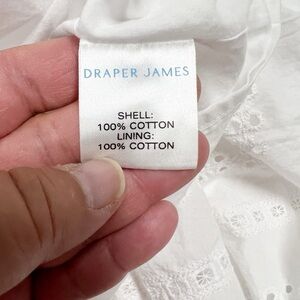 DRAPER JAMES
SHELL:
100% COTTON
LINING:
100% COTTON